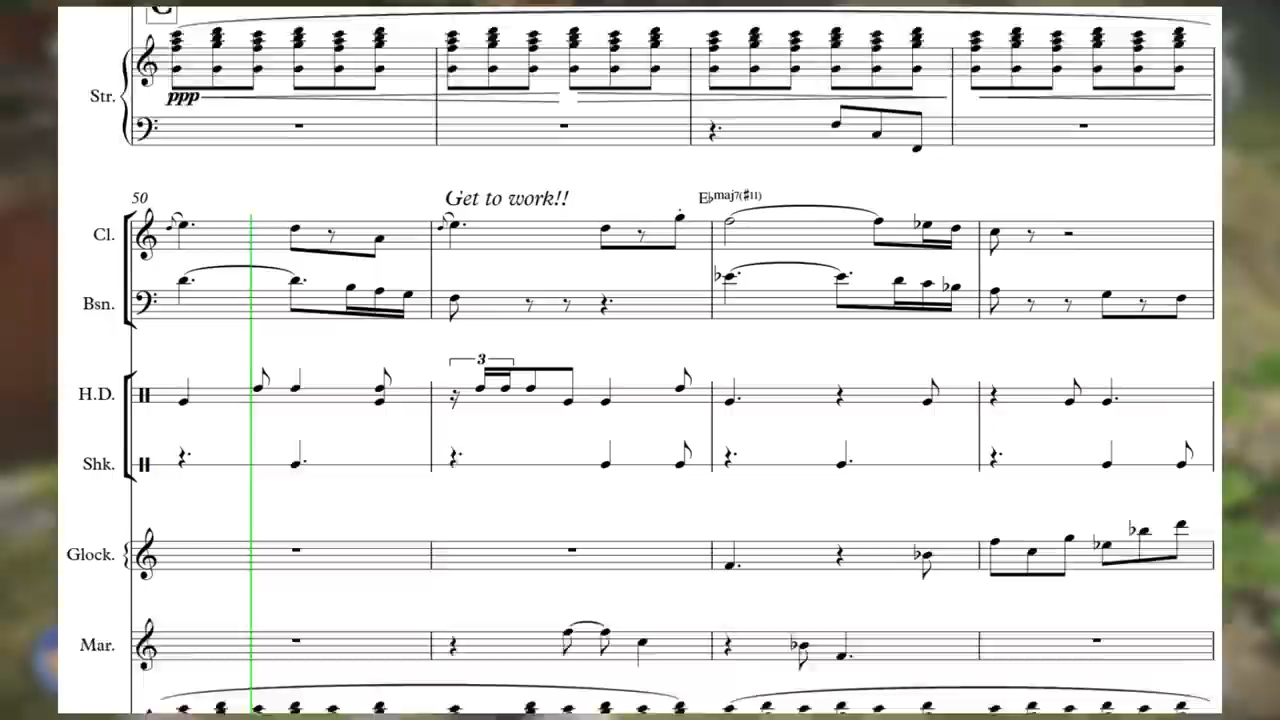 C
Str.
ppp
50
Get to work!!
E♭maj7(♯11)
Cl.
Bsn.
3
H.D.
Shk.
Glock.
Mar.